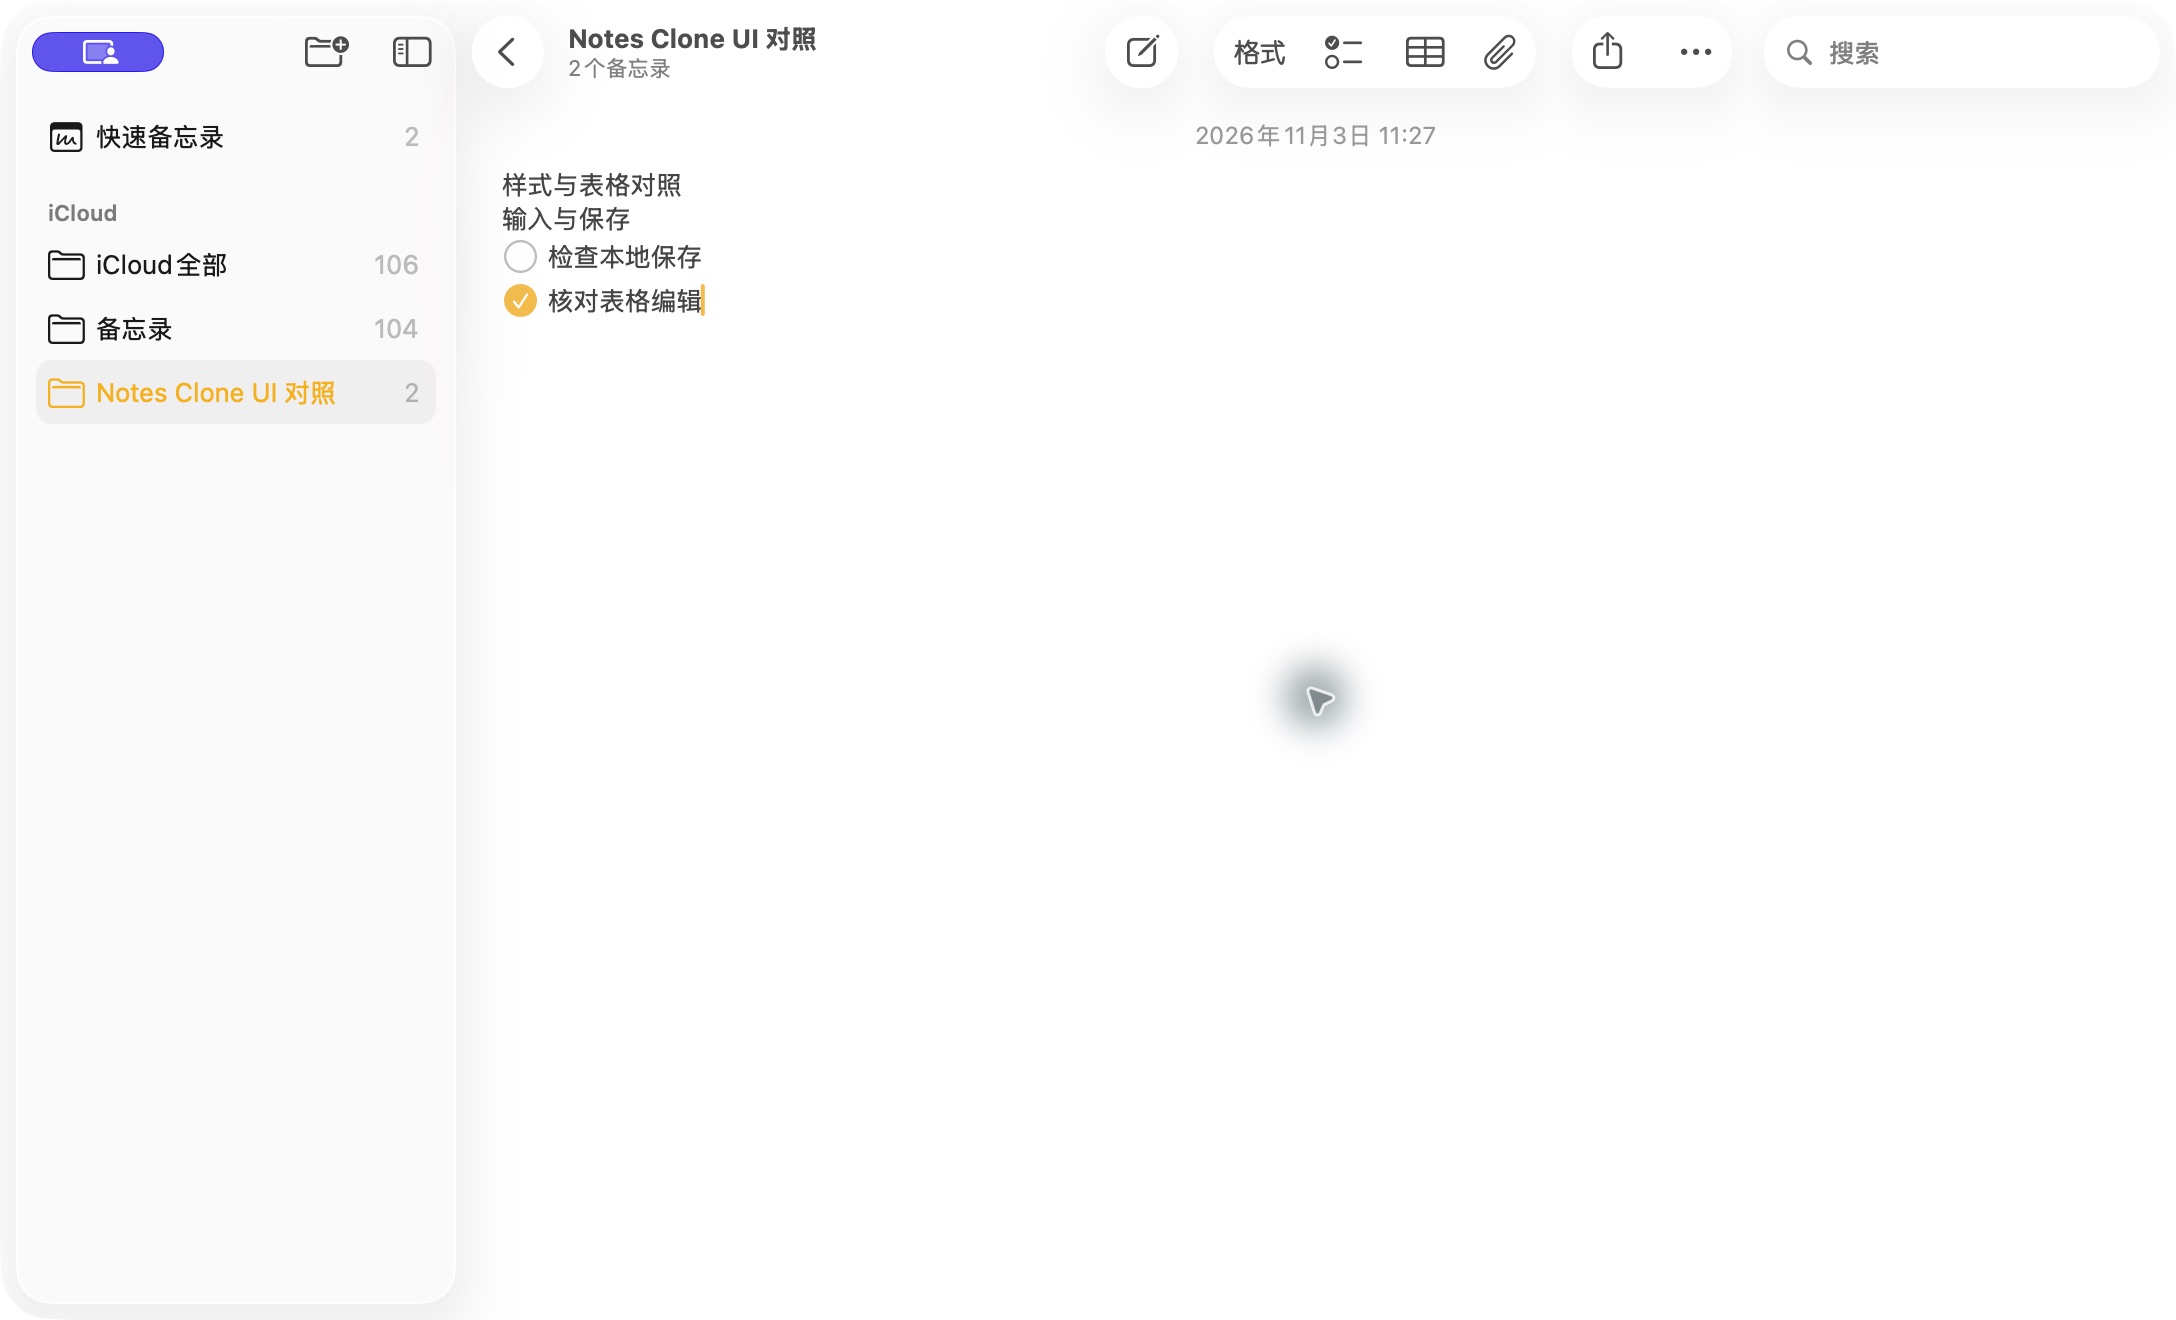 快速备忘录 2
iCloud
iCloud全部 106
备忘录 104
Notes Clone UI 对照 2
Notes Clone UI 对照
2个备忘录
格式
搜索
2026年11月3日 11:27
样式与表格对照
输入与保存
检查本地保存
核对表格编辑